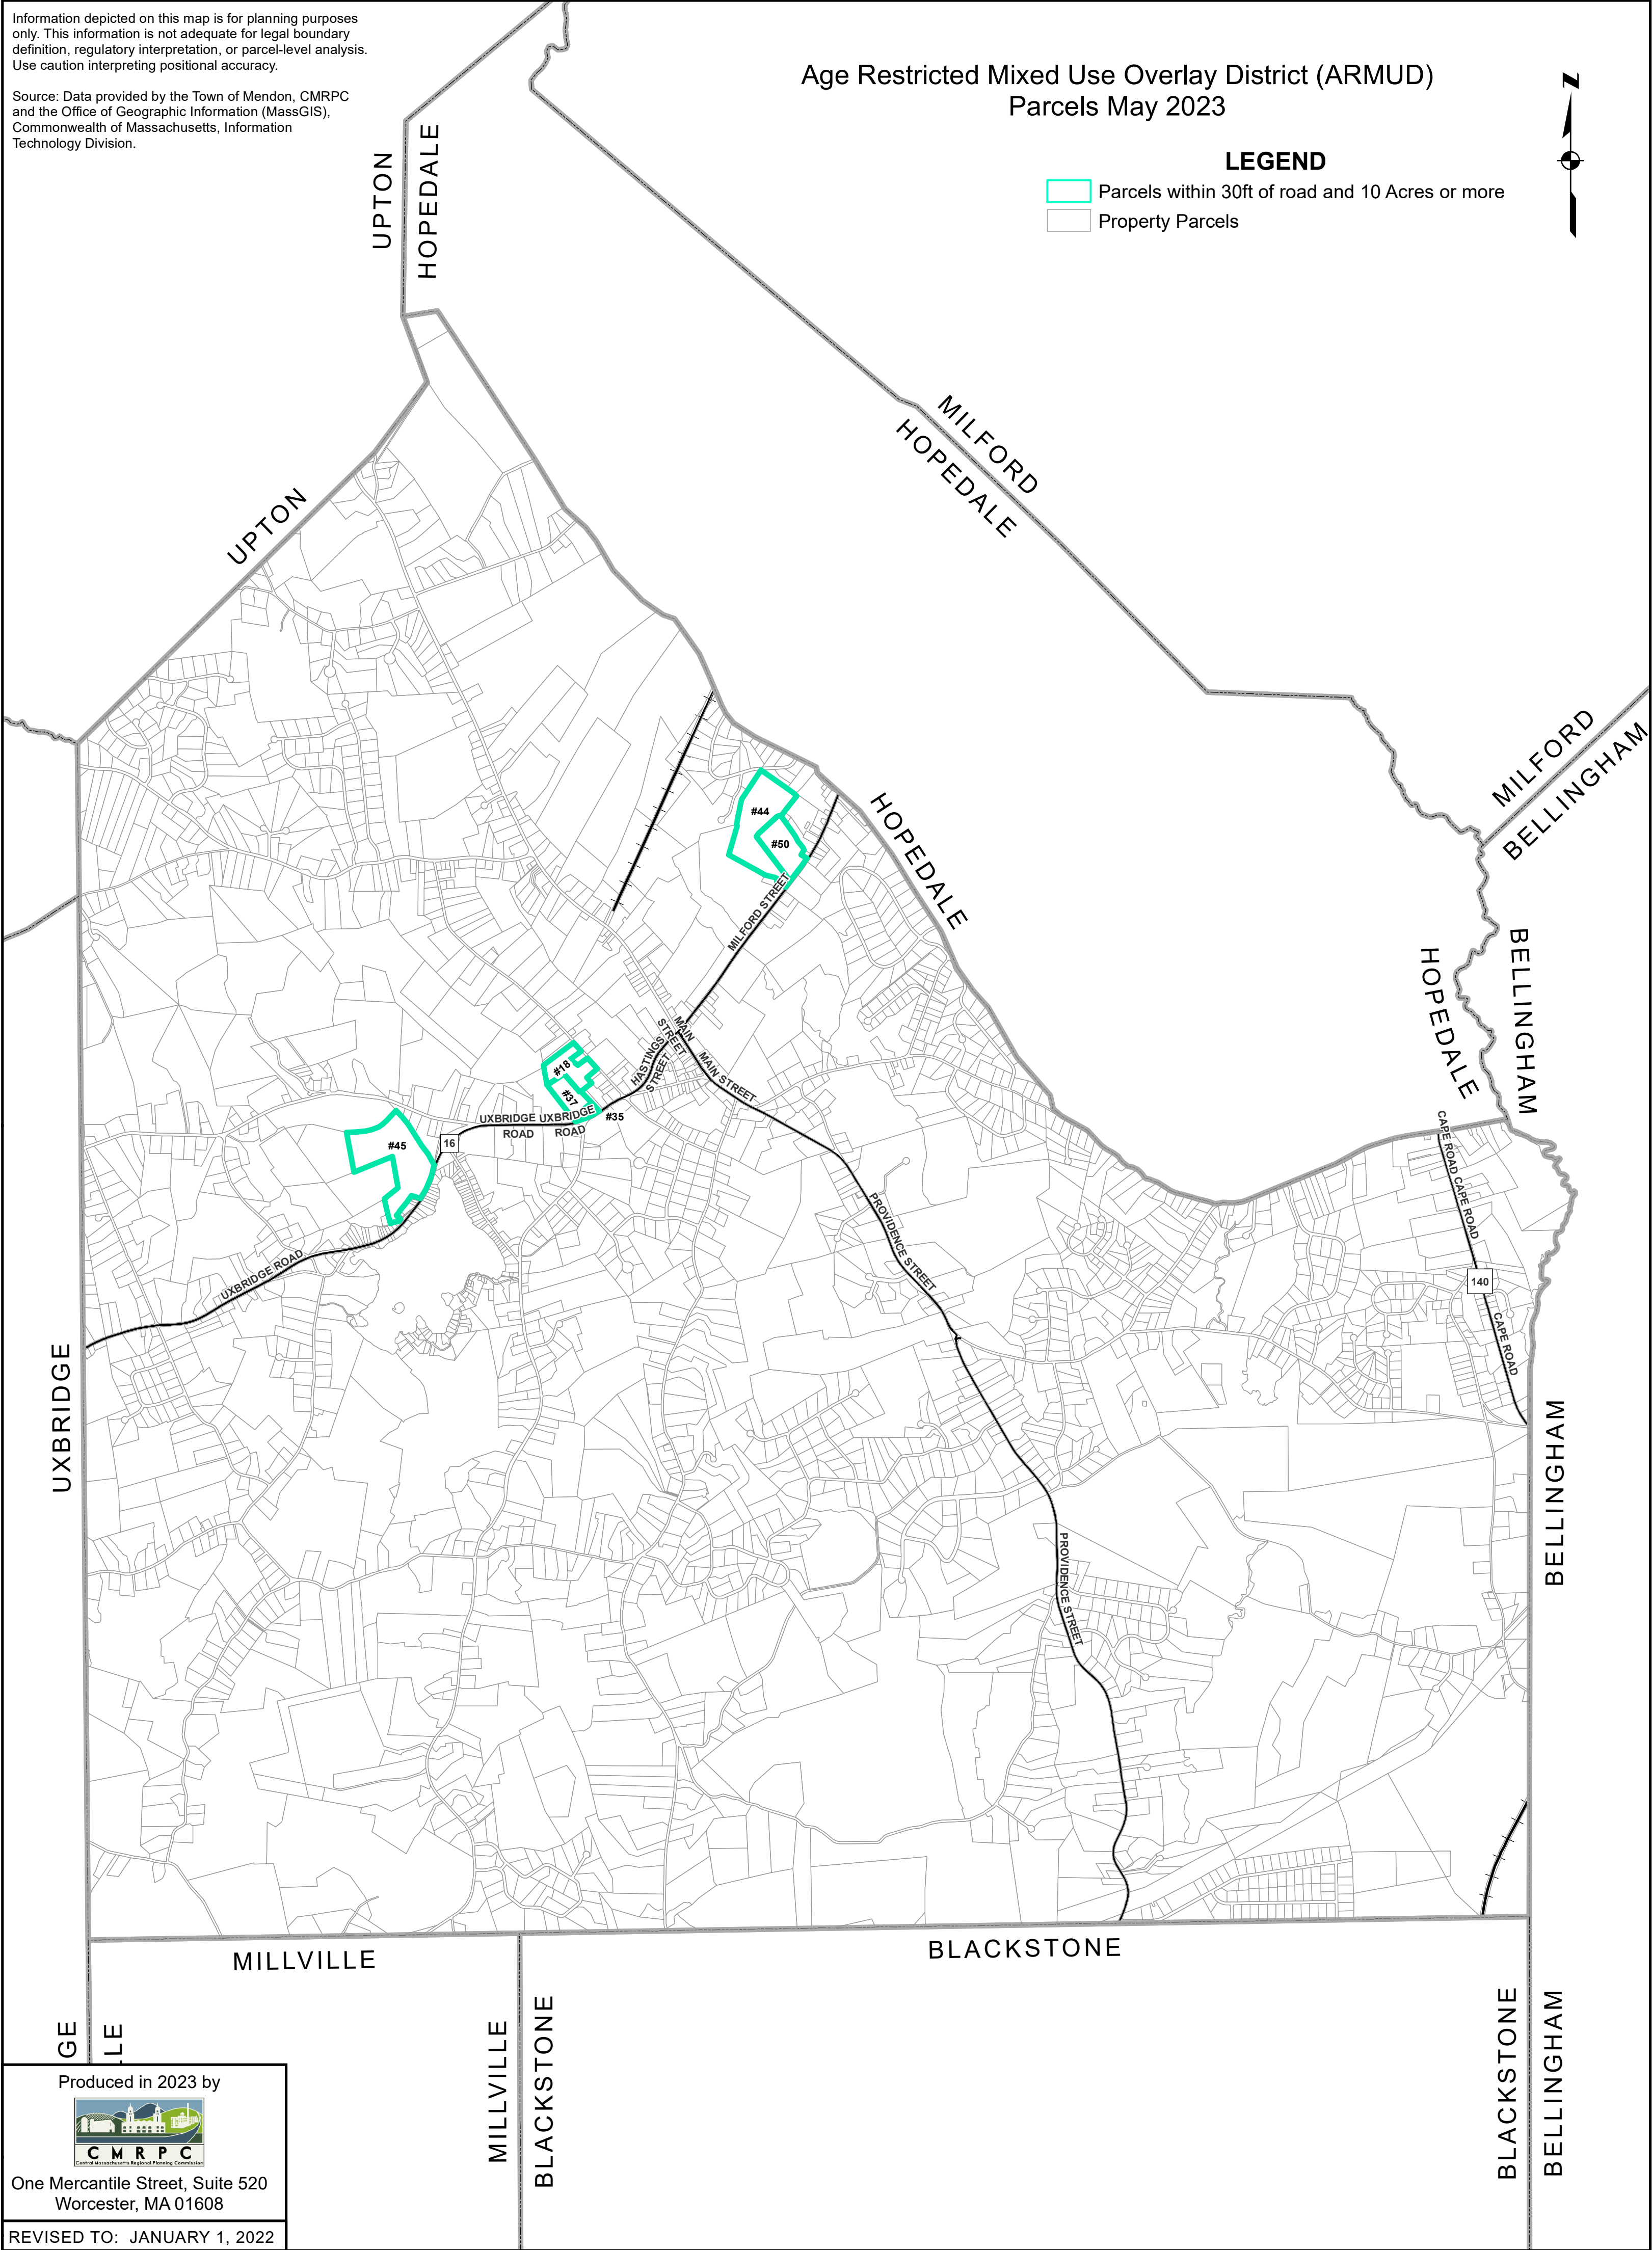 Information depicted on this map is for planning purposes
only. This information is not adequate for legal boundary
definition, regulatory interpretation, or parcel-level analysis.
Use caution interpreting positional accuracy.
Source: Data provided by the Town of Mendon, CMRPC
and the Office of Geographic Information (MassGIS),
Commonwealth of Massachusetts, Information
Technology Division.
Age Restricted Mixed Use Overlay District (ARMUD)
Parcels May 2023
N
LEGEND
Parcels within 30ft of road and 10 Acres or more
Property Parcels
UPTON
HOPEDALE
MILFORD
HOPEDALE
UPTON
MILFORD
BELLINGHAM
HOPEDALE
#44
#50
MILFORD STREET
HOPEDALE
BELLINGHAM
MAIN
STREET
HASTINGS
STREET
MAIN STREET
#18
#37
#35
UXBRIDGE
ROAD
UXBRIDGE
ROAD
16
#45
UXBRIDGE ROAD
PROVIDENCE STREET
CAPE ROAD
CAPE ROAD
140
CAPE ROAD
UXBRIDGE
BELLINGHAM
PROVIDENCE STREET
MILLVILLE
BLACKSTONE
GE
LE
MILLVILLE
BLACKSTONE
BLACKSTONE
BELLINGHAM
Produced in 2023 by
CMRPC
Central Massachusetts Regional Planning Commission
One Mercantile Street, Suite 520
Worcester, MA 01608
REVISED TO: JANUARY 1, 2022